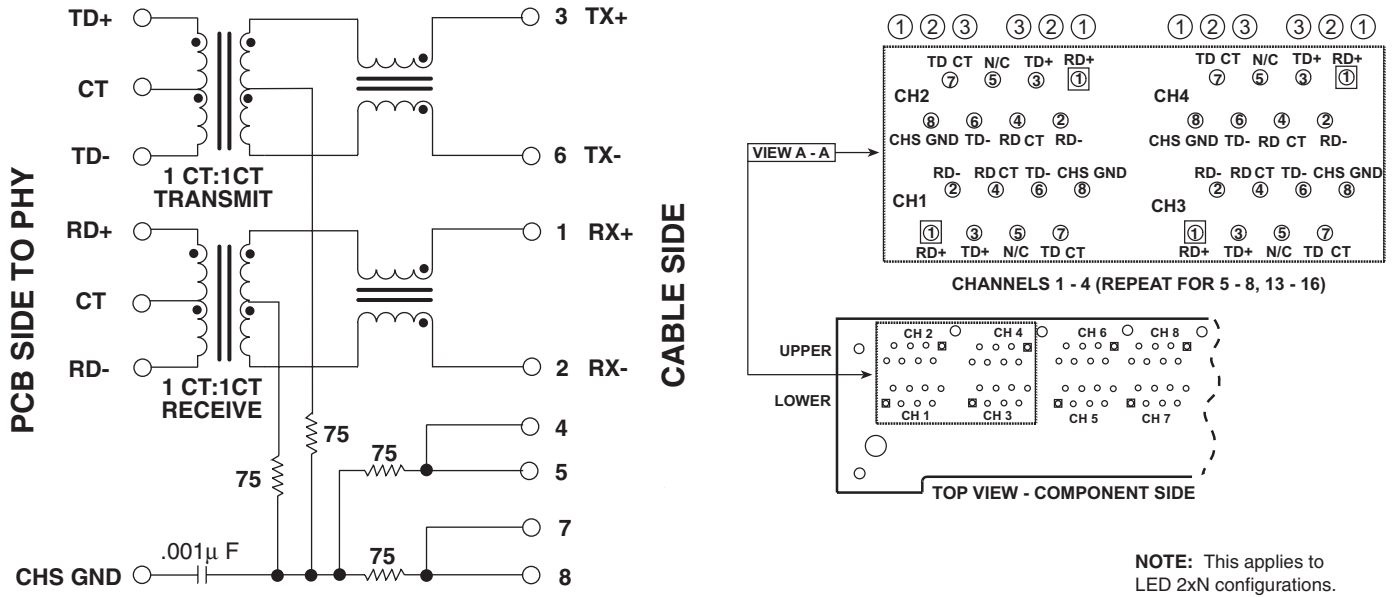 TD+
CT
TD-
1 CT:1CT
TRANSMIT
RD+
CT
RD-
1 CT:1CT
RECEIVE
PCB SIDE TO PHY
3 TX+
6 TX-
1 RX+
2 RX-
75
75
75
75
4
5
7
8
.001µ F
CHS GND
CABLE SIDE
1 2 3 3 2 1 1 2 3 3 2 1
TD CT N/C TD+ RD+
7 5 3 1
CH2
8 6 4 2
CHS GND TD- RD CT RD-
RD- RD CT TD- CHS GND
2 4 6 8
CH1
1 3 5 7
RD+ TD+ N/C TD CT
TD CT N/C TD+ RD+
7 5 3 1
CH4
8 6 4 2
CHS GND TD- RD CT RD-
RD- RD CT TD- CHS GND
2 4 6 8
CH3
1 3 5 7
RD+ TD+ N/C TD CT
VIEW A - A
CHANNELS 1 - 4 (REPEAT FOR 5 - 8, 13 - 16)
UPPER
LOWER
CH 2 CH 4 CH 6 CH 8
CH 1 CH 3 CH 5 CH 7
TOP VIEW - COMPONENT SIDE
NOTE: This applies to
LED 2xN configurations.